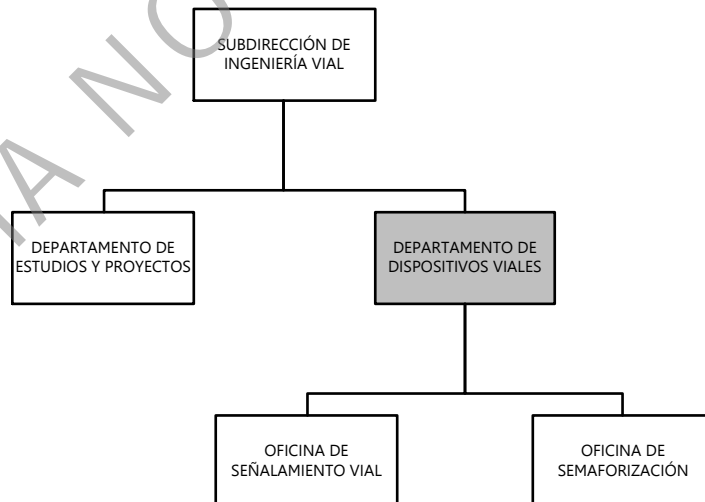 SUBDIRECCIÓN DE
INGENIERÍA VIAL
DEPARTAMENTO DE
ESTUDIOS Y PROYECTOS
DEPARTAMENTO DE
DISPOSITIVOS VIALES
OFICINA DE
SEÑALAMIENTO VIAL
OFICINA DE
SEMAFORIZACIÓN